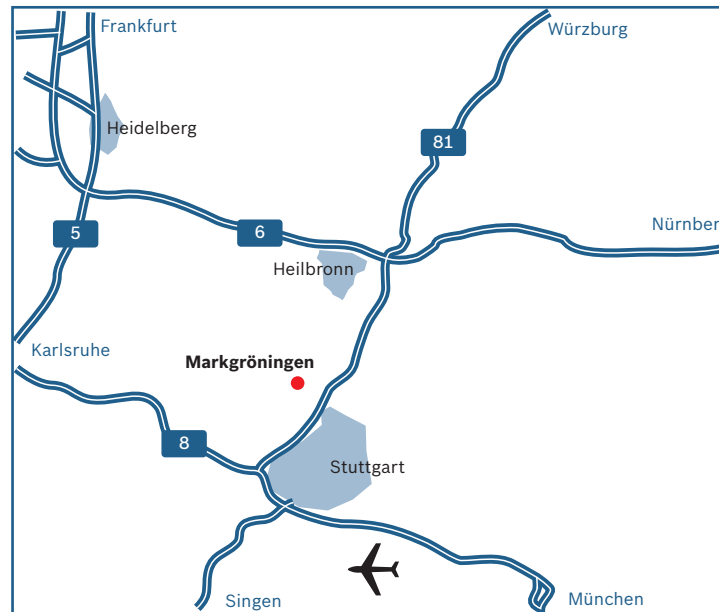 Frankfurt
Würzburg
Heidelberg
81
5
6
Nürnber
Heilbronn
Karlsruhe
Markgröningen
8
Stuttgart
Singen
München